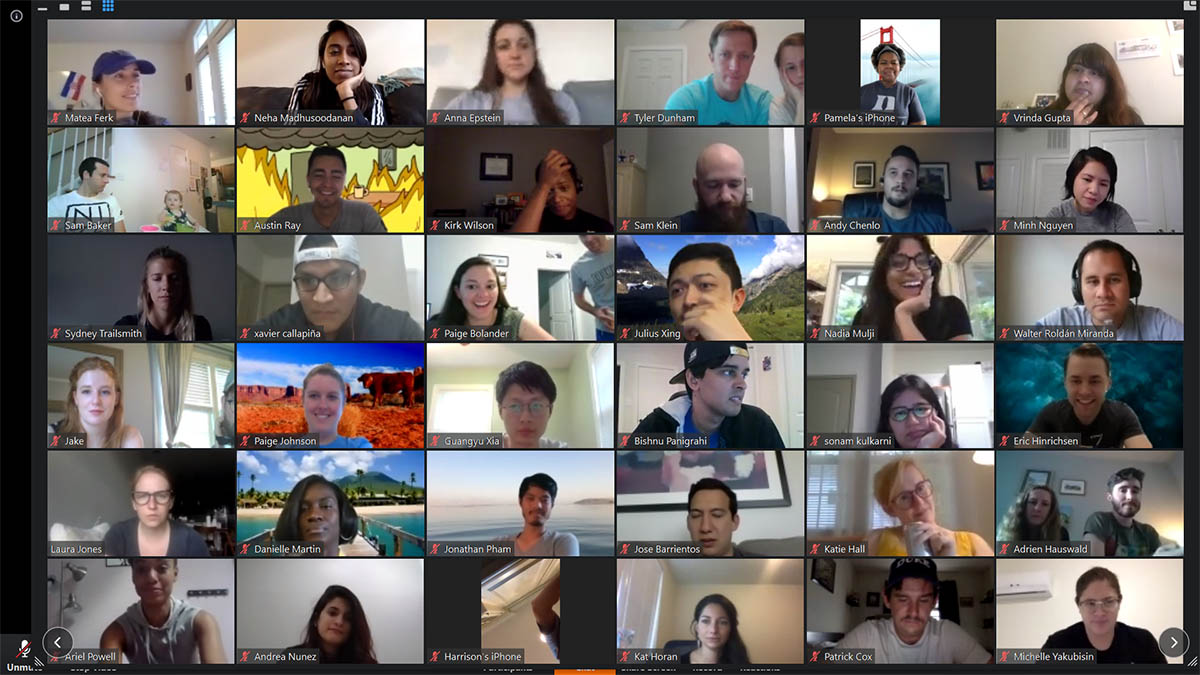 Matea Ferk
Neha Madhusoodanan
Anna Epstein
Tyler Dunham
Pamela's iPhone
Vrinda Gupta
Sam Baker
Austin Ray
Kirk Wilson
Sam Klein
Andy Chenlo
Minh Nguyen
Sydney Trailsmith
xavier callapiña
Paige Bolander
Julius Xing
Nadia Mulji
Walter Roldán Miranda
Jake
Paige Johnson
Guangyu Xia
Bishnu Panigrahi
sonam kulkarni
Eric Hinrichsen
Laura Jones
Danielle Martin
Jonathan Pham
Jose Barrientos
Katie Hall
Adrien Hauswald
DUKE
Ariel Powell
Andrea Nunez
Harrison's iPhone
Kat Horan
Patrick Cox
Michelle Yakubisin